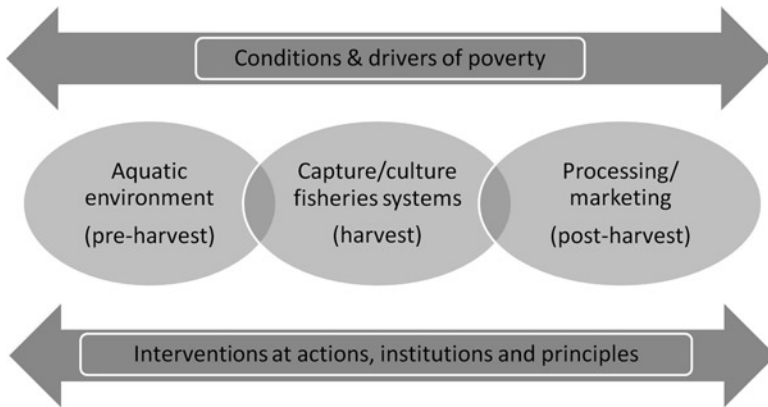 Conditions & drivers of poverty
Aquatic
environment
(pre-harvest)
Capture/culture
fisheries systems
(harvest)
Processing/
marketing
(post-harvest)
Interventions at actions, institutions and principles